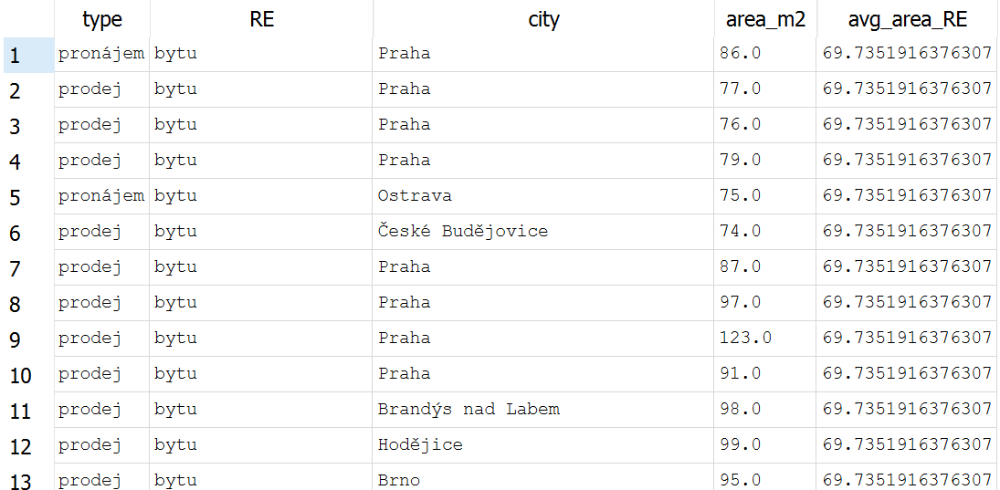 type RE city area_m2 avg_area_RE
1 pronájem bytu Praha 86.0 69.7351916376307
2 prodej bytu Praha 77.0 69.7351916376307
3 prodej bytu Praha 76.0 69.7351916376307
4 prodej bytu Praha 79.0 69.7351916376307
5 pronájem bytu Ostrava 75.0 69.7351916376307
6 prodej bytu České Budějovice 74.0 69.7351916376307
7 prodej bytu Praha 87.0 69.7351916376307
8 prodej bytu Praha 97.0 69.7351916376307
9 prodej bytu Praha 123.0 69.7351916376307
10 prodej bytu Praha 91.0 69.7351916376307
11 prodej bytu Brandýs nad Labem 98.0 69.7351916376307
12 prodej bytu Hodějice 99.0 69.7351916376307
13 prodej bytu Brno 95.0 69.7351916376307